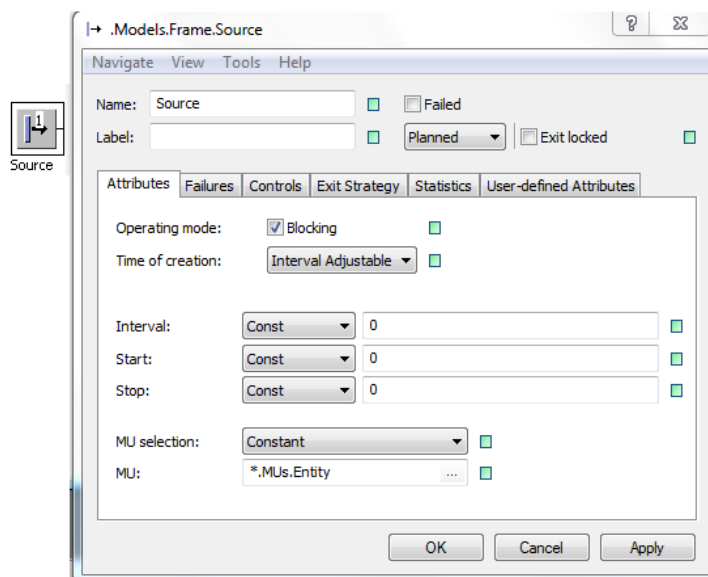 .Models.Frame.Source
Navigate View Tools Help
Name: Source Failed
Label: Planned Exit locked
1
Source
Attributes Failures Controls Exit Strategy Statistics User-defined Attributes
Operating mode: Blocking
Time of creation: Interval Adjustable
Interval: Const 0
Start: Const 0
Stop: Const 0
MU selection: Constant
MU: *.MUs.Entity ...
OK Cancel Apply